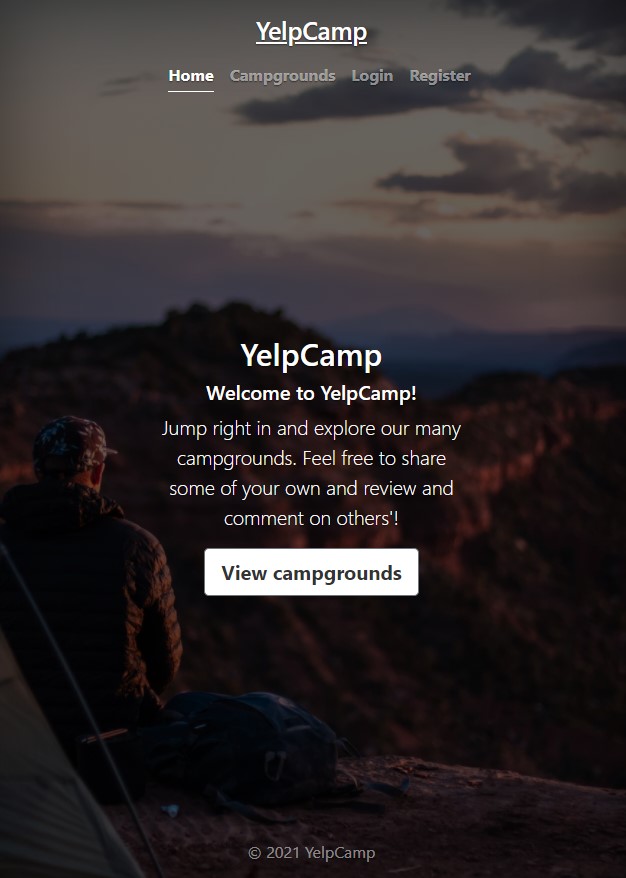 YelpCamp
Home Campgrounds Login Register
YelpCamp
Welcome to YelpCamp!
Jump right in and explore our many
campgrounds. Feel free to share
some of your own and review and
comment on others'!
View campgrounds
© 2021 YelpCamp